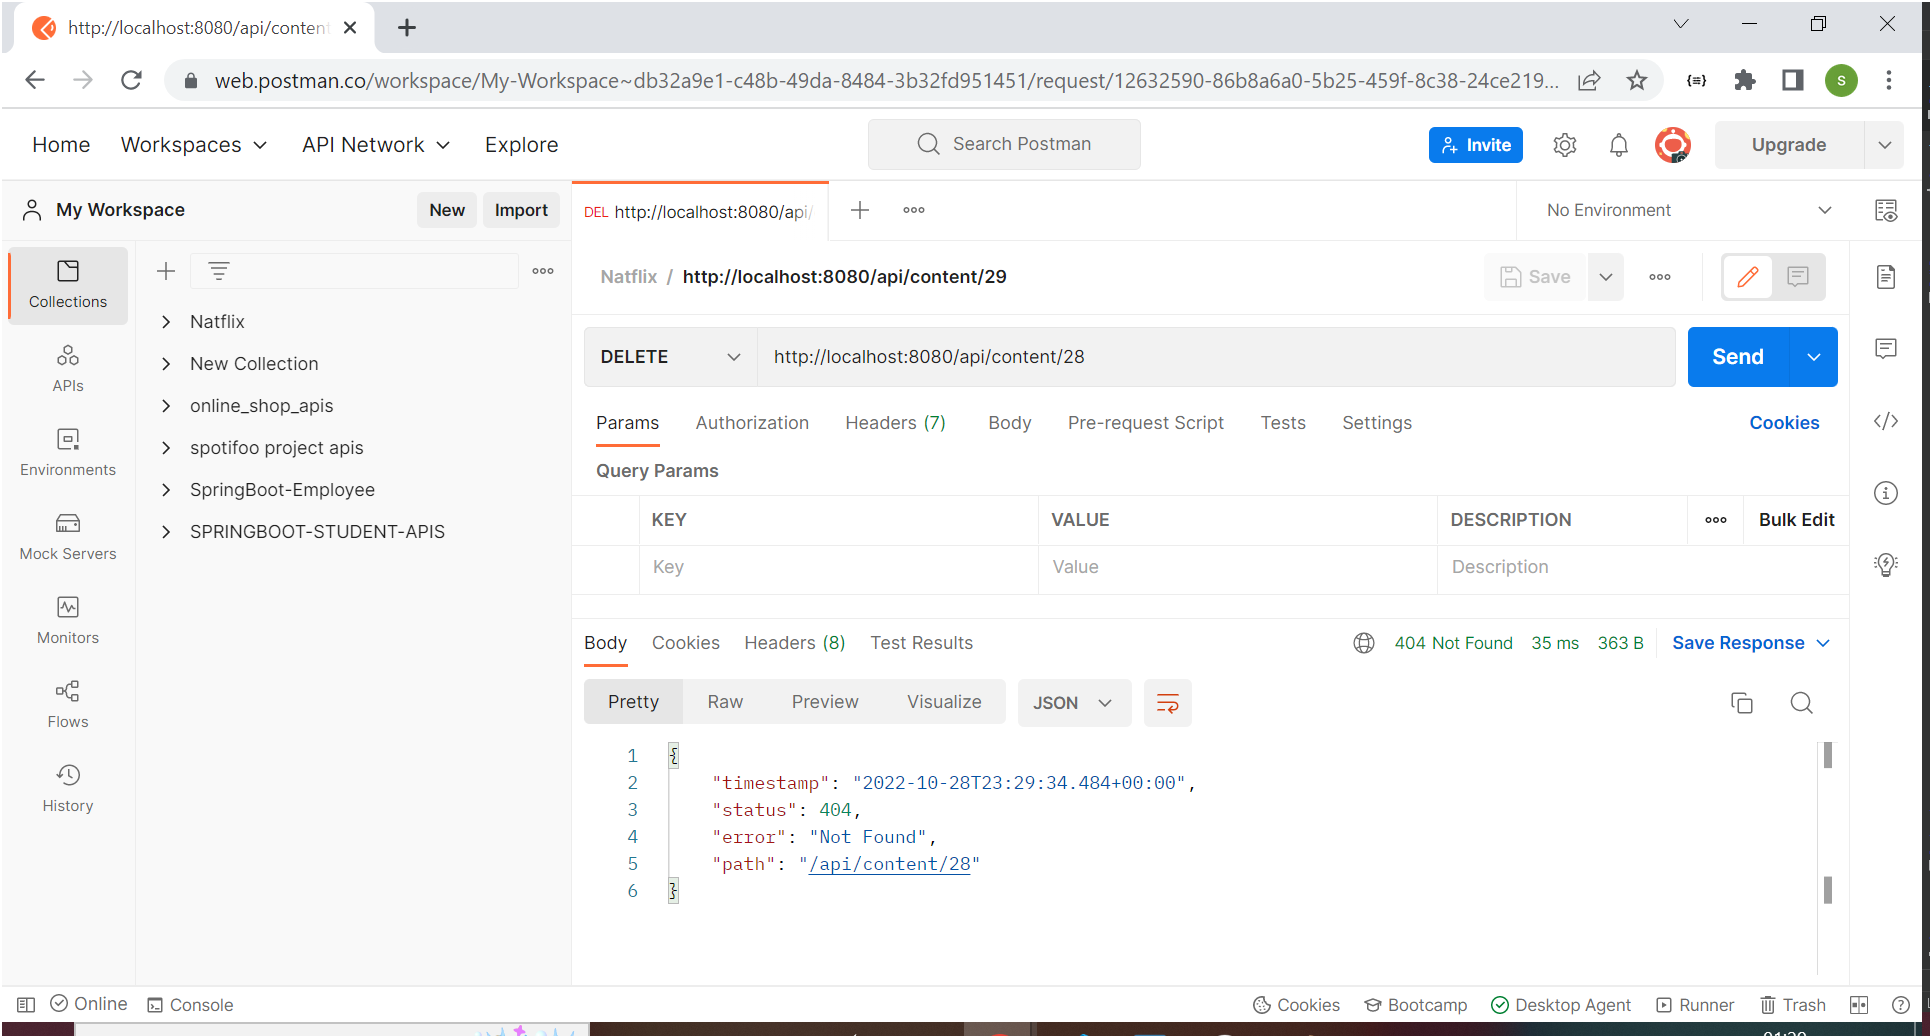 http://localhost:8080/api/conten
web.postman.co/workspace/My-Workspace~db32a9e1-c48b-49da-8484-3b32fd951451/request/12632590-86b8a6a0-5b25-459f-8c38-24ce219...
S
Home Workspaces API Network Explore
Search Postman
Invite
Upgrade
My Workspace
New Import
DEL http://localhost:8080/api/
No Environment
Collections
APIs
Environments
Mock Servers
Monitors
Flows
History
Natflix
New Collection
online_shop_apis
spotifoo project apis
SpringBoot-Employee
SPRINGBOOT-STUDENT-APIS
Natflix / http://localhost:8080/api/content/29
Save
DELETE http://localhost:8080/api/content/28
Send
Params Authorization Headers (7) Body Pre-request Script Tests Settings Cookies
Query Params
KEY VALUE DESCRIPTION Bulk Edit
Key Value Description
Body Cookies Headers (8) Test Results 404 Not Found 35 ms 363 B Save Response
Pretty Raw Preview Visualize JSON
1 {
2 "timestamp": "2022-10-28T23:29:34.484+00:00",
3 "status": 404,
4 "error": "Not Found",
5 "path": "/api/content/28"
6 }
Online Console Cookies Bootcamp Desktop Agent Runner Trash